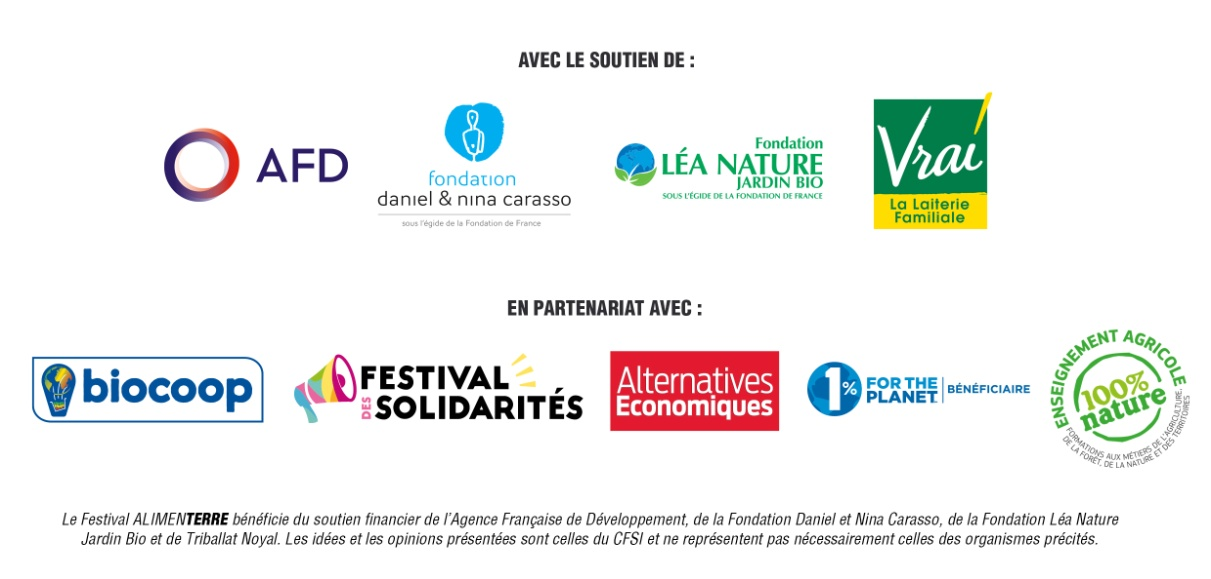 AVEC LE SOUTIEN DE :
AFD
fondation
daniel & nina carasso
sous l'égide de la Fondation de France
Fondation
LÉA NATURE
JARDIN BIO
SOUS L'ÉGIDE DE LA FONDATION DE FRANCE
Vrai
La Laiterie
Familiale
EN PARTENARIAT AVEC :
biocoop
FESTIVAL
DES
SOLIDARITÉS
Alternatives
Economiques
1%
FOR THE
PLANET
BÉNÉFICIAIRE
ENSEIGNEMENT AGRICOLE
100%
nature
FORMATIONS AUX MÉTIERS DE L'AGRICULTURE,
DE LA FORÊT, DE LA NATURE ET DES TERRITOIRES
Le Festival ALIMENTERRE bénéficie du soutien financier de l'Agence Française de Développement, de la Fondation Daniel et Nina Carasso, de la Fondation Léa Nature
Jardin Bio et de Triballat Noyal. Les idées et les opinions présentées sont celles du CFSI et ne représentent pas nécessairement celles des organismes précités.